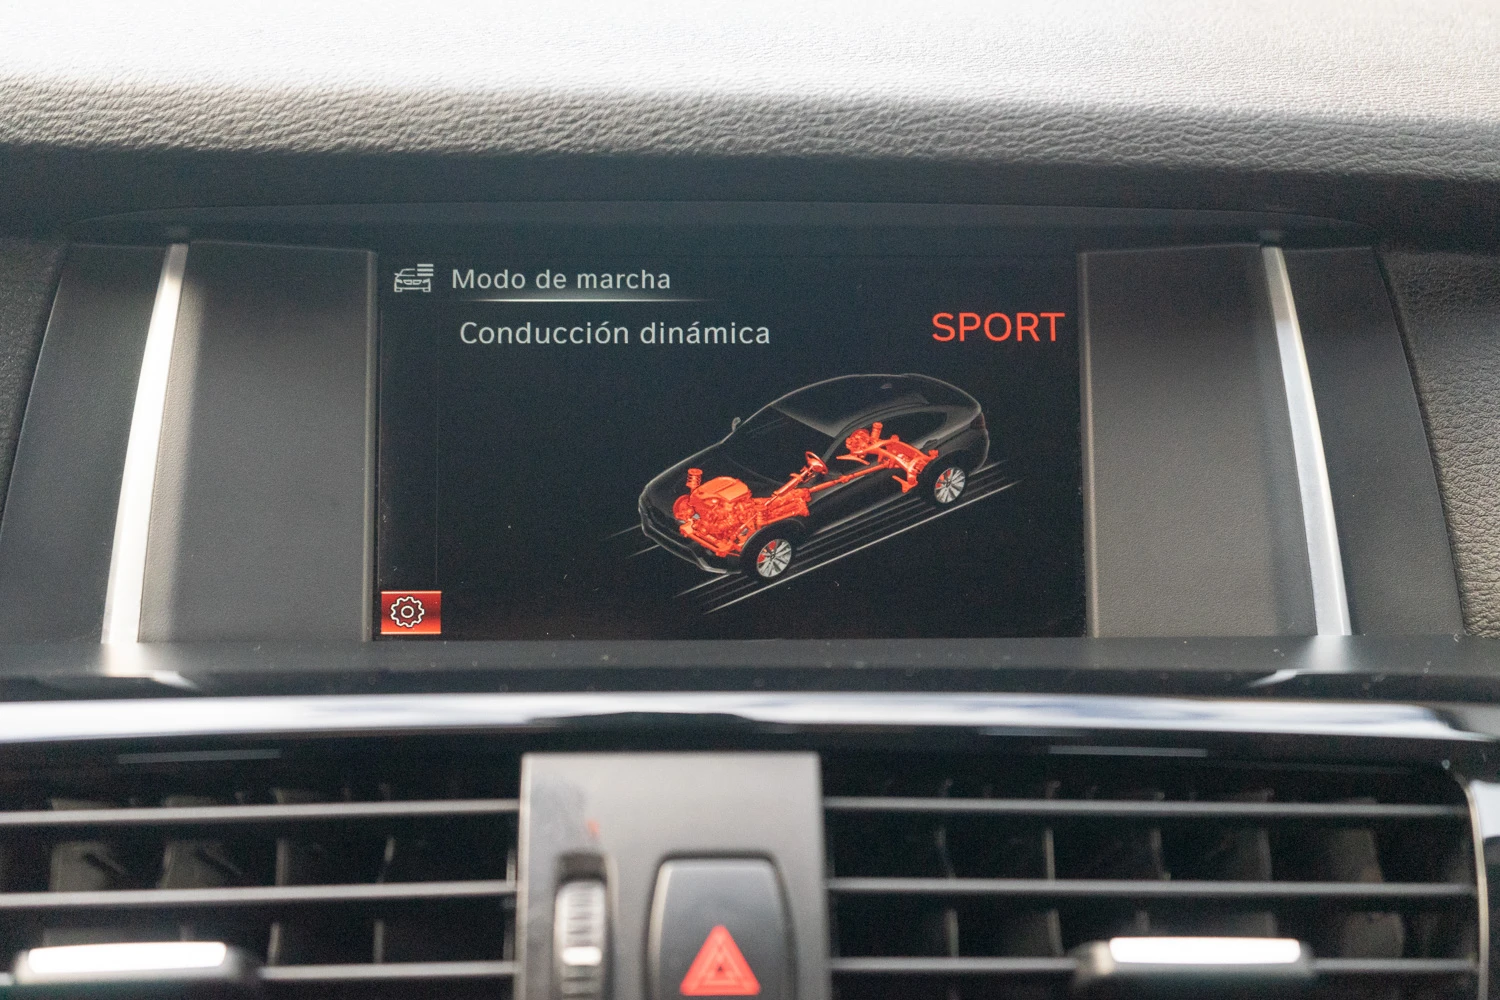 Modo de marcha
Conducción dinámica
SPORT